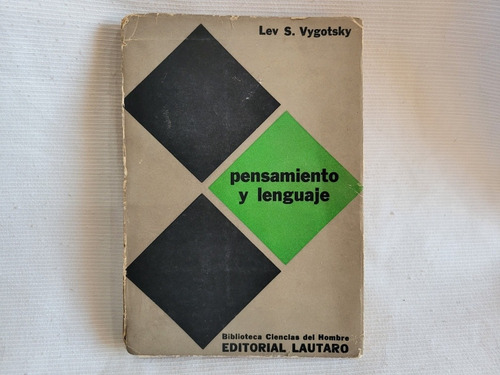 Lev S. Vygotsky
pensamiento
y lenguaje
Biblioteca Ciencias del Hombre
EDITORIAL LAUTARO